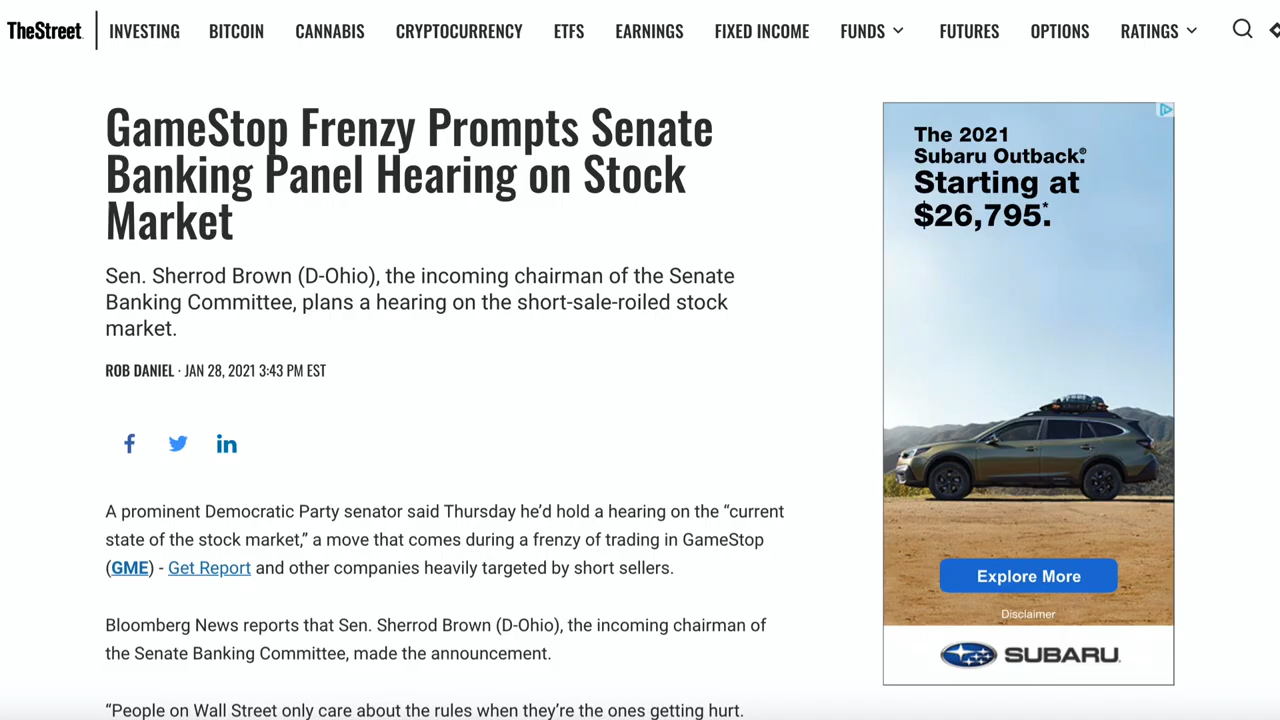 TheStreet INVESTING BITCOIN CANNABIS CRYPTOCURRENCY ETFS EARNINGS FIXED INCOME FUNDS FUTURES OPTIONS RATINGS
GameStop Frenzy Prompts Senate
Banking Panel Hearing on Stock
Market
Sen. Sherrod Brown (D-Ohio), the incoming chairman of the Senate
Banking Committee, plans a hearing on the short-sale-roiled stock
market.
ROB DANIEL · JAN 28, 2021 3:43 PM EST
A prominent Democratic Party senator said Thursday he’d hold a hearing on the “current
state of the stock market,” a move that comes during a frenzy of trading in GameStop
(GME) - Get Report and other companies heavily targeted by short sellers.
Bloomberg News reports that Sen. Sherrod Brown (D-Ohio), the incoming chairman of
the Senate Banking Committee, made the announcement.
“People on Wall Street only care about the rules when they’re the ones getting hurt.
The 2021
Subaru Outback®.
Starting at
$26,795*.
Explore More
Disclaimer
SUBARU